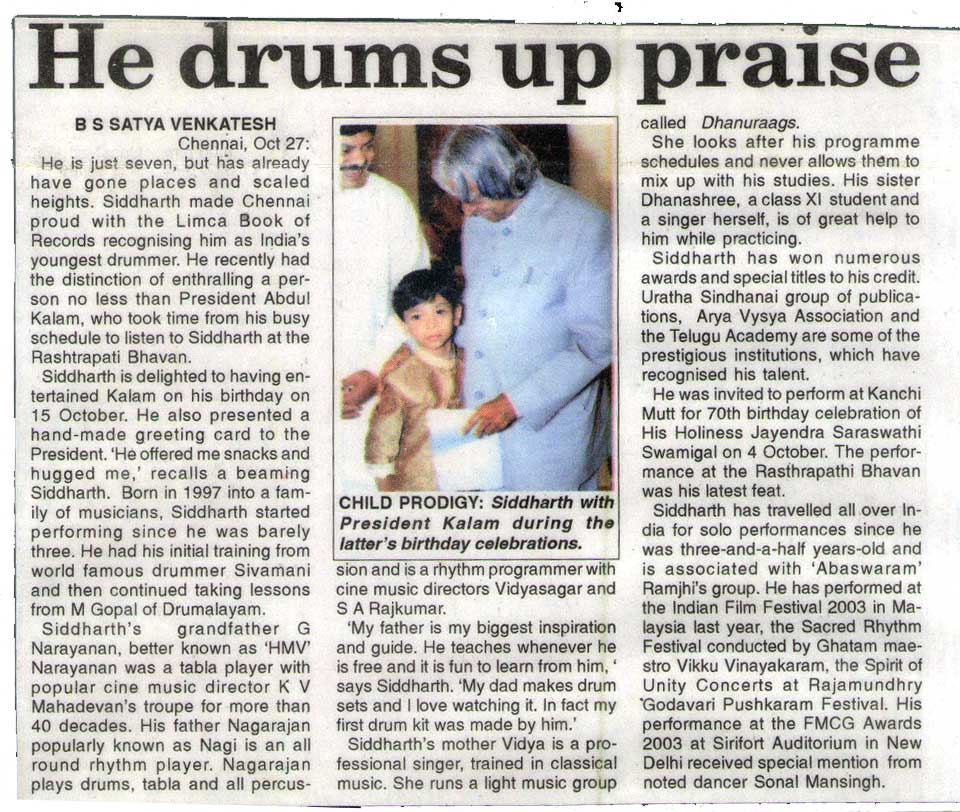 He drums up praise
B S SATYA VENKATESH
Chennai, Oct 27:
He is just seven, but has already
have gone places and scaled
heights. Siddharth made Chennai
proud with the Limca Book of
Records recognising him as India's
youngest drummer. He recently had
the distinction of enthralling a per-
son no less than President Abdul
Kalam, who took time from his busy
schedule to listen to Siddharth at the
Rashtrapati Bhavan.
Siddharth is delighted to having en-
tertained Kalam on his birthday on
15 October. He also presented a
hand-made greeting card to the
President. 'He offered me snacks and
hugged me,' recalls a beaming
Siddharth. Born in 1997 into a fam-
ily of musicians, Siddharth started
performing since he was barely
three. He had his initial training from
world famous drummer Sivamani
and then continued taking lessons
from M Gopal of Drumalayam.
Siddharth's grandfather G
Narayanan, better known as 'HMV'
Narayanan was a tabla player with
popular cine music director K V
Mahadevan's troupe for more than
40 decades. His father Nagarajan
popularly known as Nagi is an all
round rhythm player. Nagarajan
plays drums, tabla and all percus-
CHILD PRODIGY: Siddharth with
President Kalam during the
latter's birthday celebrations.
sion and is a rhythm programmer with
cine music directors Vidyasagar and
S A Rajkumar.
'My father is my biggest inspiration
and guide. He teaches whenever he
is free and it is fun to learn from him, '
says Siddharth. 'My dad makes drum
sets and I love watching it. In fact my
first drum kit was made by him.'
Siddharth's mother Vidya is a pro-
fessional singer, trained in classical
music. She runs a light music group
called Dhanuraags.
She looks after his programme
schedules and never allows them to
mix up with his studies. His sister
Dhanashree, a class XI student and
a singer herself, is of great help to
him while practicing.
Siddharth has won numerous
awards and special titles to his credit.
Uratha Sindhanai group of publica-
tions, Arya Vysya Association and
the Telugu Academy are some of the
prestigious institutions, which have
recognised his talent.
He was invited to perform at Kanchi
Mutt for 70th birthday celebration of
His Holiness Jayendra Saraswathi
Swamigal on 4 October. The perfor-
mance at the Rasthrapathi Bhavan
was his latest feat.
Siddharth has travelled all over In-
dia for solo performances since he
was three-and-a-half years-old and
is associated with 'Abaswaram'
Ramjhi's group. He has performed at
the Indian Film Festival 2003 in Ma-
laysia last year, the Sacred Rhythm
Festival conducted by Ghatam mae-
stro Vikku Vinayakaram, the Spirit of
Unity Concerts at Rajamundhry
Godavari Pushkaram Festival. His
performance at the FMCG Awards
2003 at Sirifort Auditorium in New
Delhi received special mention from
noted dancer Sonal Mansingh.